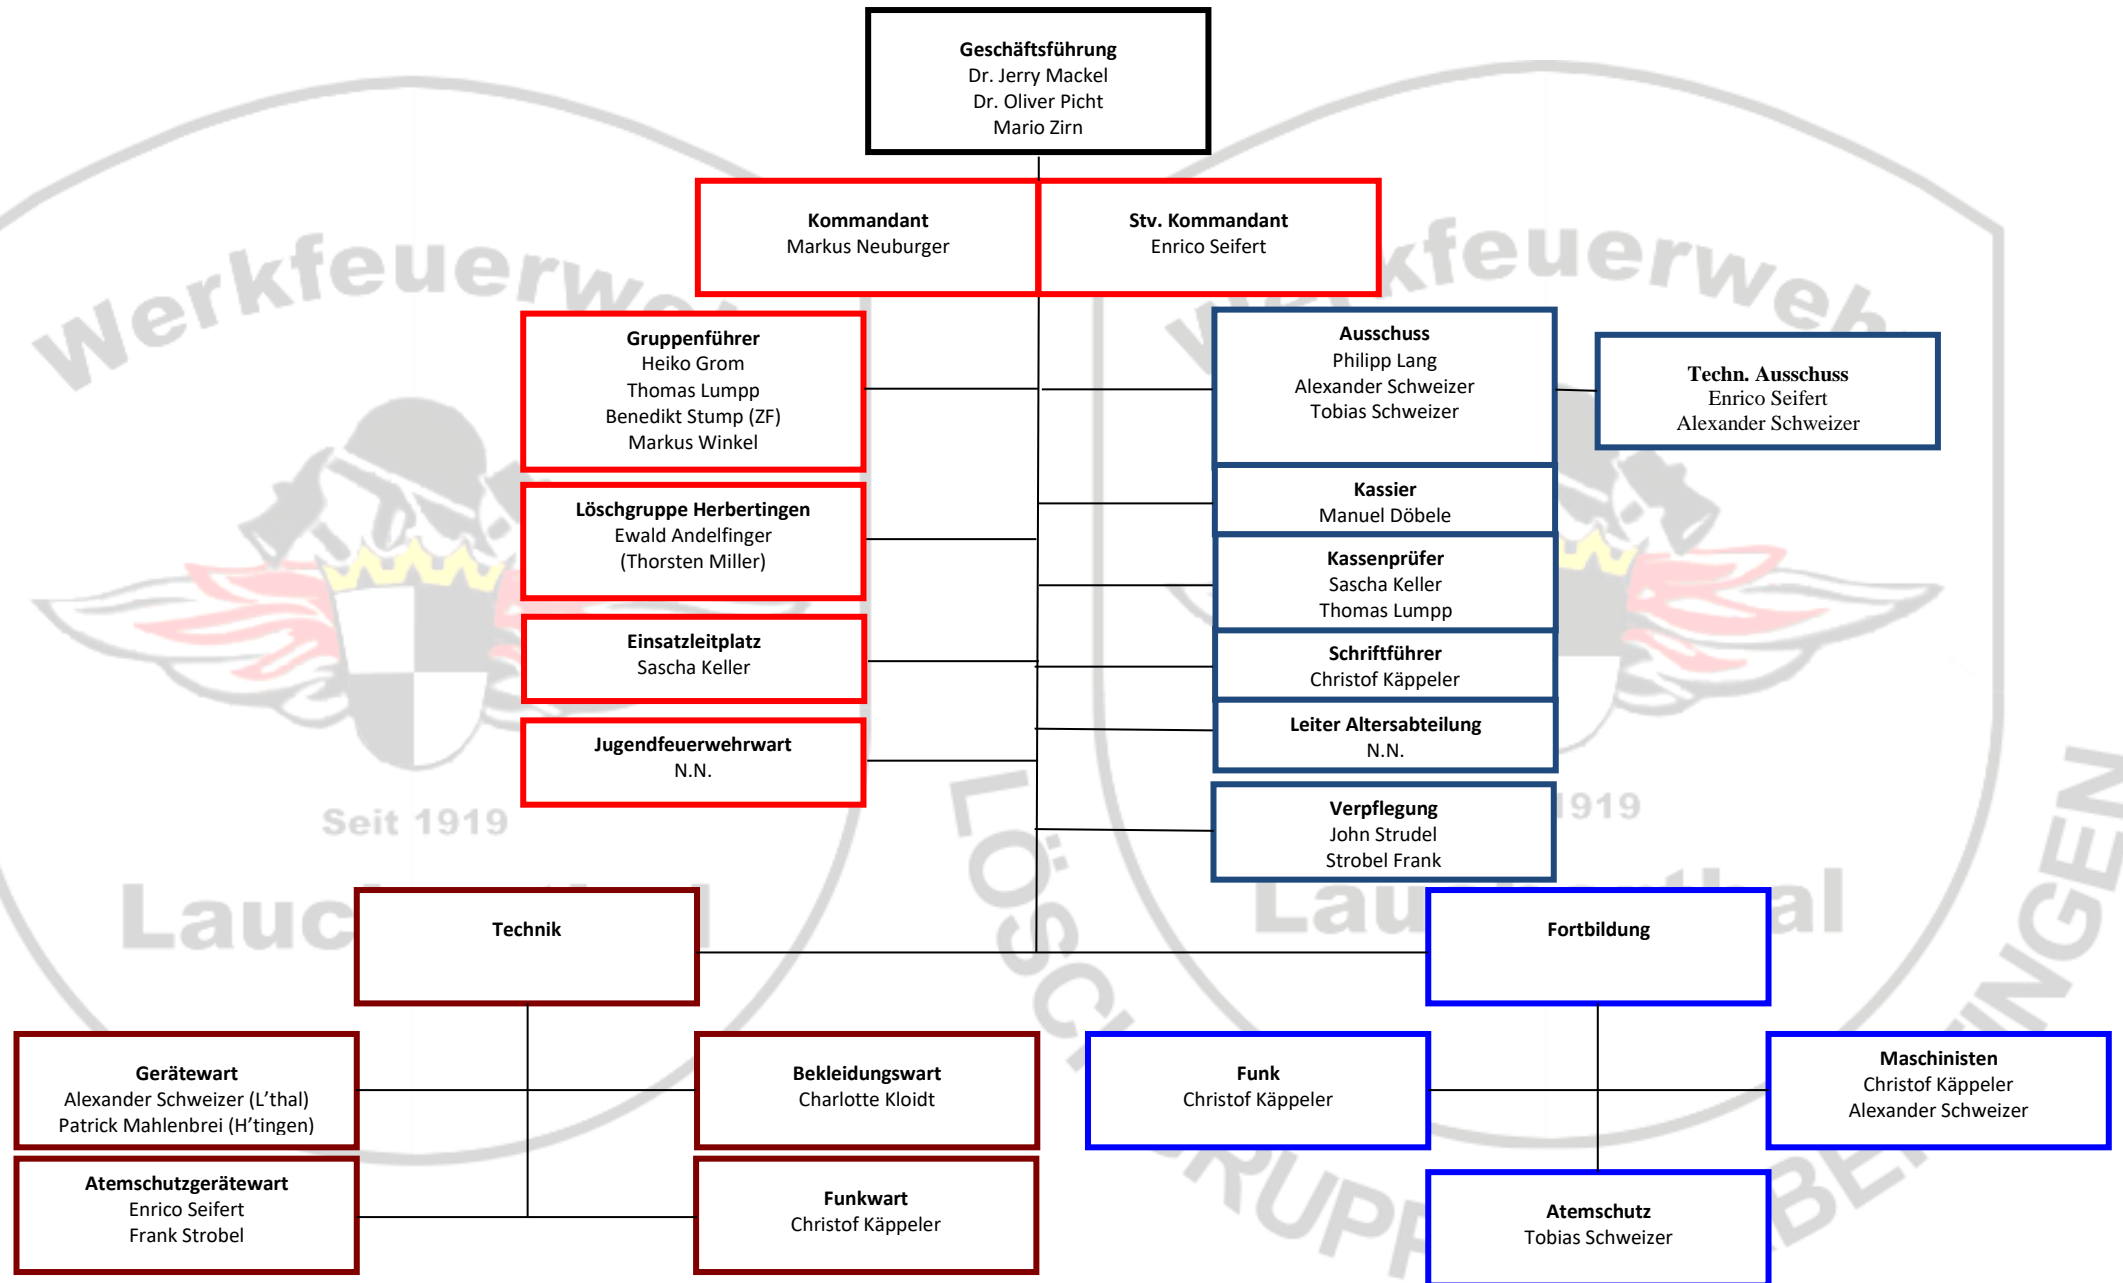 Geschäftsführung
Dr. Jerry Mackel
Dr. Oliver Picht
Mario Zirn
Kommandant
Markus Neuburger
Stv. Kommandant
Enrico Seifert
Gruppenführer
Heiko Grom
Thomas Lumpp
Benedikt Stump (ZF)
Markus Winkel
Ausschuss
Philipp Lang
Alexander Schweizer
Tobias Schweizer
Techn. Ausschuss
Enrico Seifert
Alexander Schweizer
Löschgruppe Herbertingen
Ewald Andelfinger
(Thorsten Miller)
Kassier
Manuel Döbele
Kassenprüfer
Sascha Keller
Thomas Lumpp
Einsatzleitplatz
Sascha Keller
Schriftführer
Christof Käppeler
Jugendfeuerwehrwart
N.N.
Leiter Altersabteilung
N.N.
Verpflegung
John Strudel
Strobel Frank
Seit 1919
1919
Technik
Fortbildung
Gerätewart
Alexander Schweizer (L’thal)
Patrick Mahlenbrei (H’tingen)
Bekleidungswart
Charlotte Kloidt
Funk
Christof Käppeler
Maschinisten
Christof Käppeler
Alexander Schweizer
Atemschutzgerätewart
Enrico Seifert
Frank Strobel
Funkwart
Christof Käppeler
Atemschutz
Tobias Schweizer